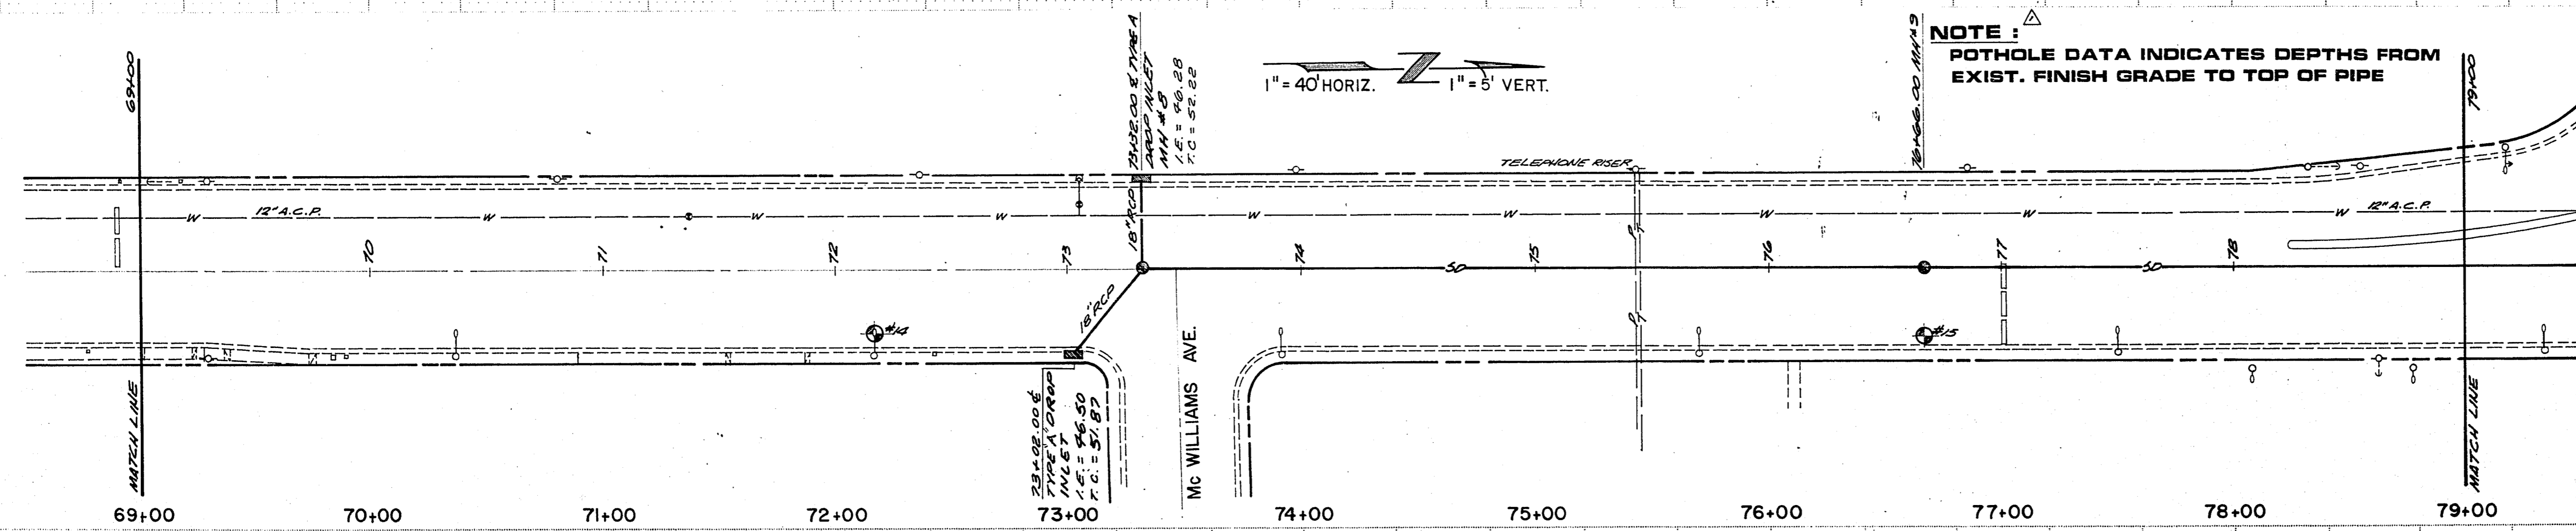 69+00
73+32.00 ℄ TYPE A
DROP INLET
MH #8
I.E. = 46.28
T.C = 52.22
1" = 40' HORIZ.
1" = 5' VERT.
76+66.00 MH#9
NOTE :
POTHOLE DATA INDICATES DEPTHS FROM
EXIST. FINISH GRADE TO TOP OF PIPE
79+00
TELEPHONE RISER
W
12" A.C.P.
W
W
W
18" RCP
W
W
W
W
W
12" A.C.P.
PT
70
71
72
73
74
75
76
77
78
SD
SD
18" RCP
#14
PT
#15
MATCH LINE
73+02.00 ℄
TYPE "A" DROP
INLET
I.E. = 46.50
T.C. = 51.87
Mc WILLIAMS AVE.
MATCH LINE
69+00
70+00
71+00
72+00
73+00
74+00
75+00
76+00
77+00
78+00
79+00